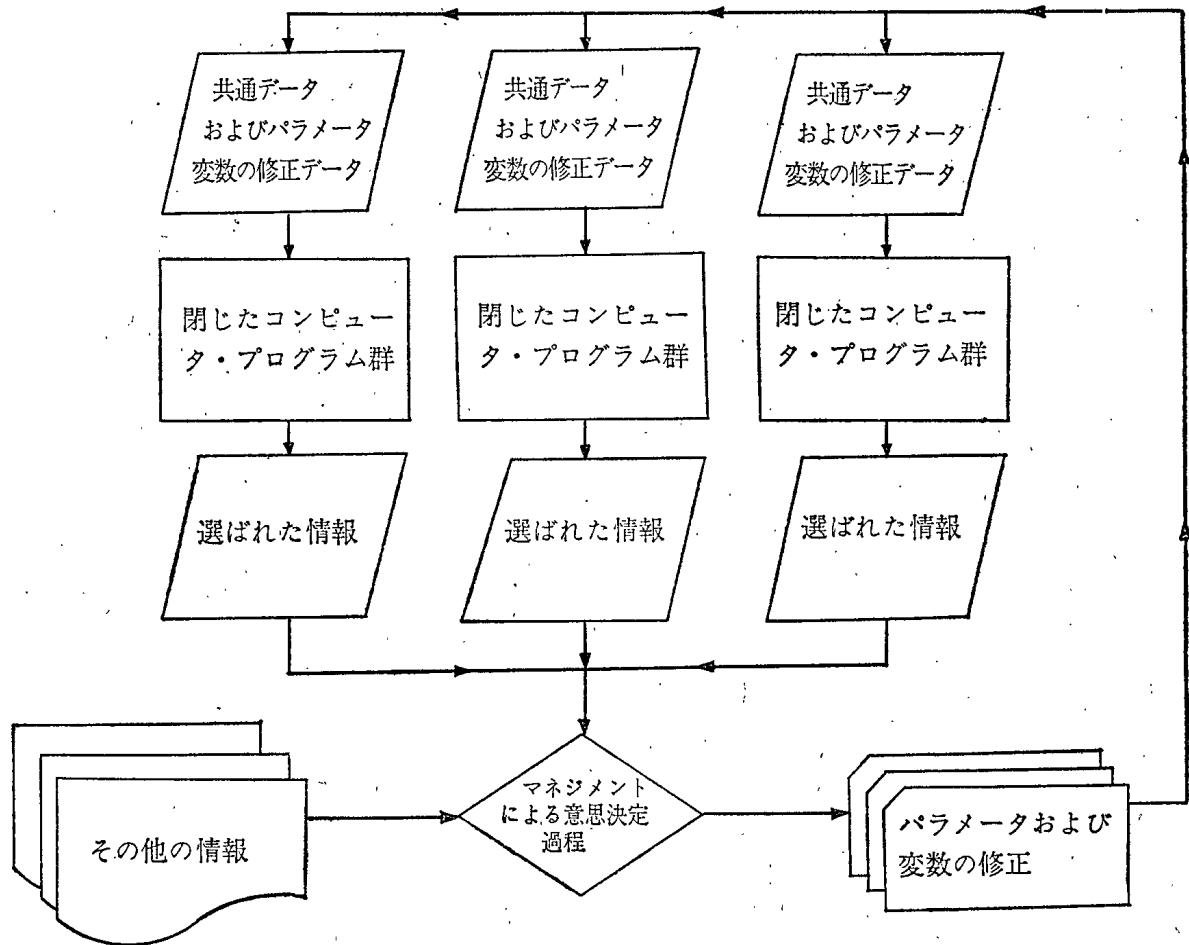 共通データ
およびパラメータ
変数の修正データ
共通データ
およびパラメータ
変数の修正データ
共通データ
およびパラメータ
変数の修正データ
閉じたコンピュー
タ・プログラム群
閉じたコンピュー
タ・プログラム群
閉じたコンピュー
タ・プログラム群
選ばれた情報
選ばれた情報
選ばれた情報
その他の情報
マネジメント
による意思決定
過程
パラメータおよび
変数の修正